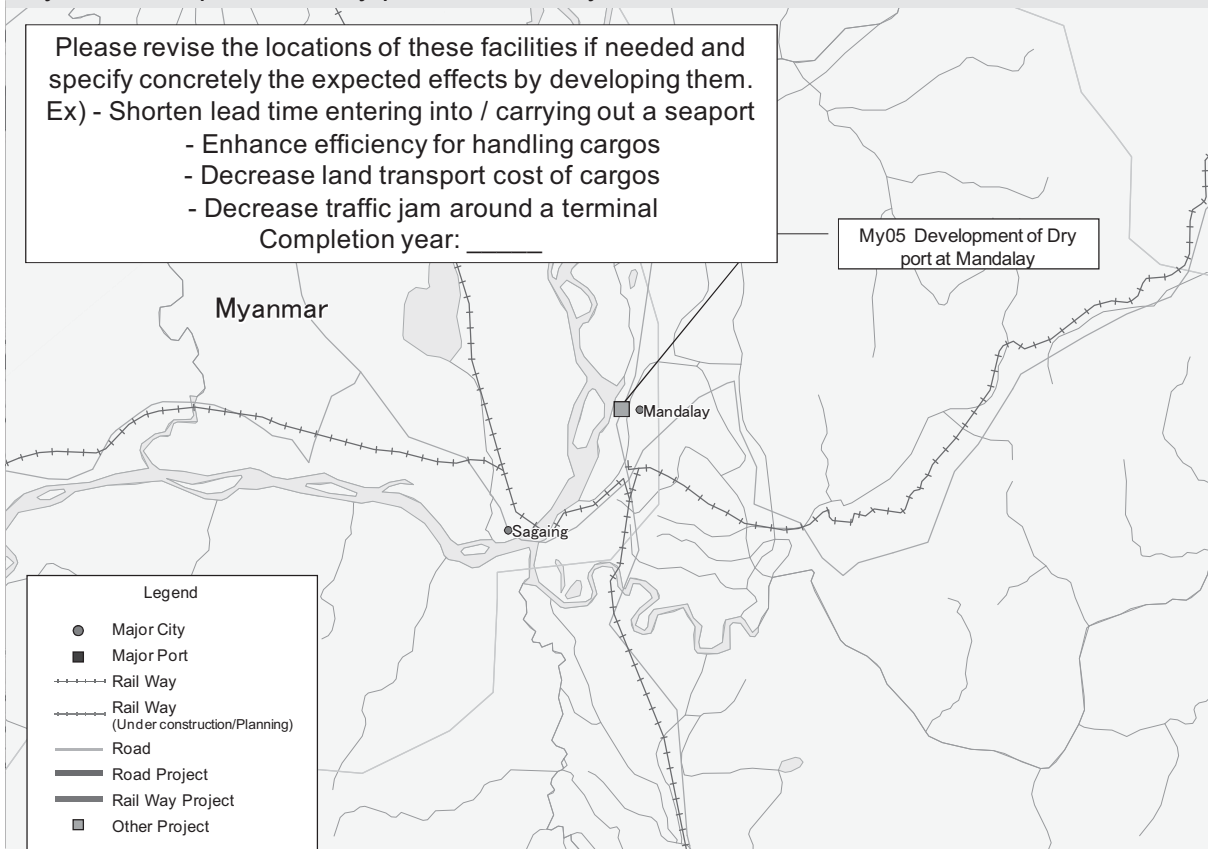 Please revise the locations of these facilities if needed and
specify concretely the expected effects by developing them.
Ex) - Shorten lead time entering into / carrying out a seaport
- Enhance efficiency for handling cargos
- Decrease land transport cost of cargos
- Decrease traffic jam around a terminal
Completion year: _____
My05 Development of Dry
port at Mandalay
Myanmar
Mandalay
Sagaing
Legend
Major City
Major Port
Rail Way
Rail Way
(Under construction/Planning)
Road
Road Project
Rail Way Project
Other Project